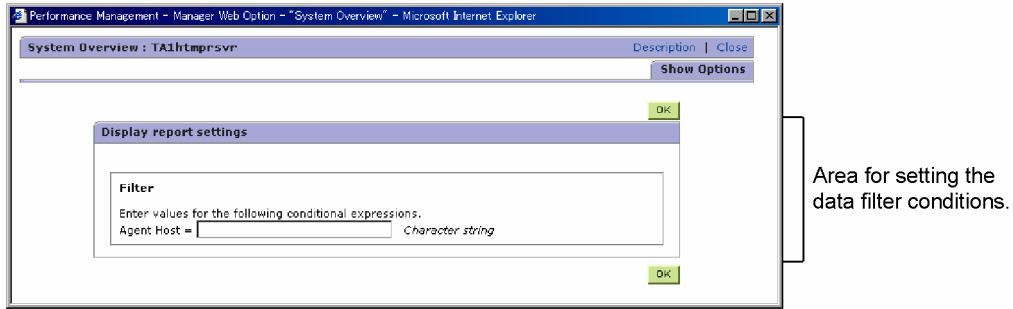 Performance Management - Manager Web Option - "System Overview" - Microsoft Internet Explorer
System Overview : TA1htmprsvr Description | Close
Show Options
OK
Display report settings
Filter
Enter values for the following conditional expressions.
Agent Host = Character string
OK
Area for setting the
data filter conditions.